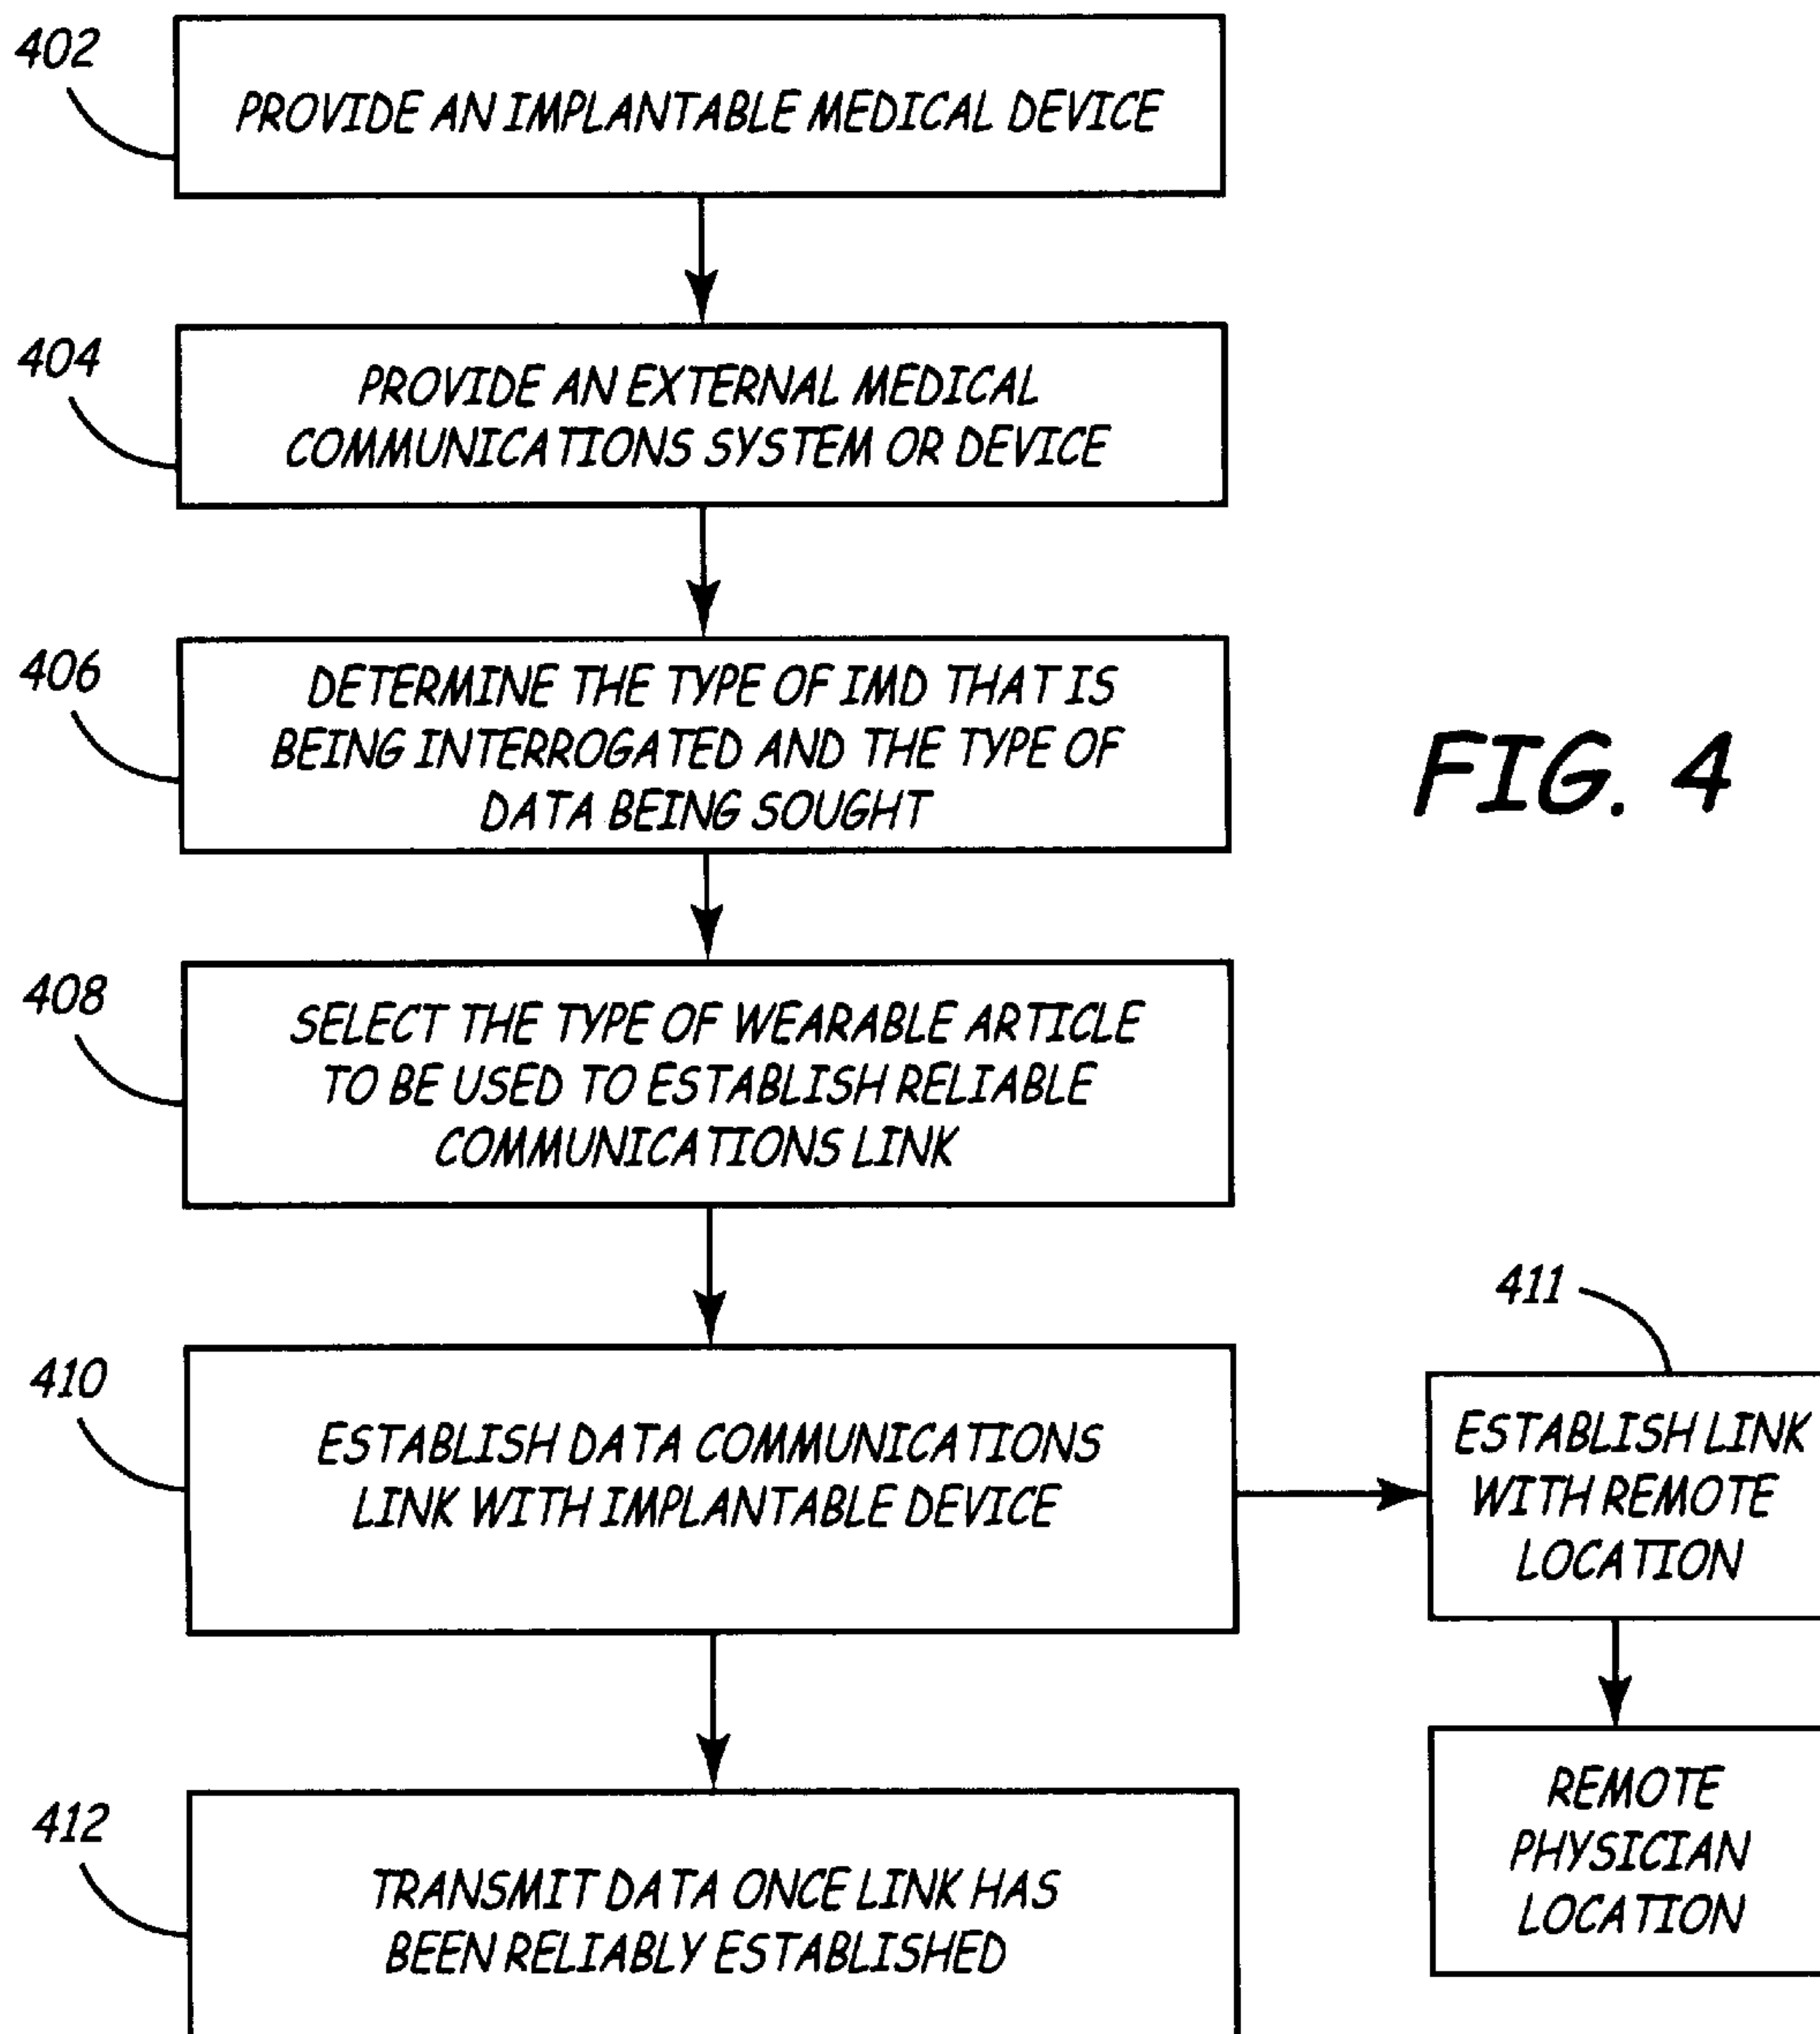 402
PROVIDE AN IMPLANTABLE MEDICAL DEVICE
404
PROVIDE AN EXTERNAL MEDICAL
COMMUNICATIONS SYSTEM OR DEVICE
406
DETERMINE THE TYPE OF IMD THAT IS
BEING INTERROGATED AND THE TYPE OF
DATA BEING SOUGHT
FIG. 4
408
SELECT THE TYPE OF WEARABLE ARTICLE
TO BE USED TO ESTABLISH RELIABLE
COMMUNICATIONS LINK
410
ESTABLISH DATA COMMUNICATIONS
LINK WITH IMPLANTABLE DEVICE
411
ESTABLISH LINK
WITH REMOTE
LOCATION
REMOTE
PHYSICIAN
LOCATION
412
TRANSMIT DATA ONCE LINK HAS
BEEN RELIABLY ESTABLISHED